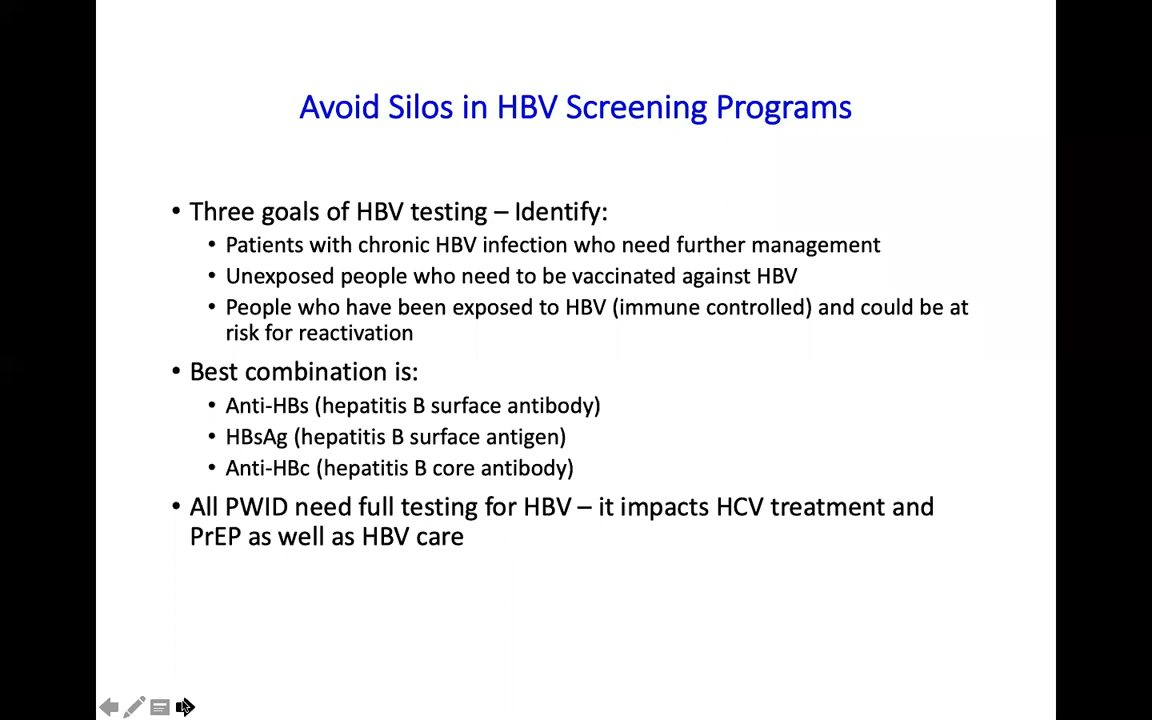 Avoid Silos in HBV Screening Programs
• Three goals of HBV testing – Identify:
• Patients with chronic HBV infection who need further management
• Unexposed people who need to be vaccinated against HBV
• People who have been exposed to HBV (immune controlled) and could be at
risk for reactivation
• Best combination is:
• Anti-HBs (hepatitis B surface antibody)
• HBsAg (hepatitis B surface antigen)
• Anti-HBc (hepatitis B core antibody)
• All PWID need full testing for HBV – it impacts HCV treatment and
PrEP as well as HBV care